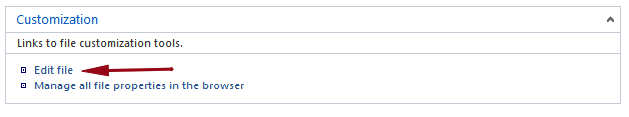 Customization
Links to file customization tools.
Edit file
Manage all file properties in the browser